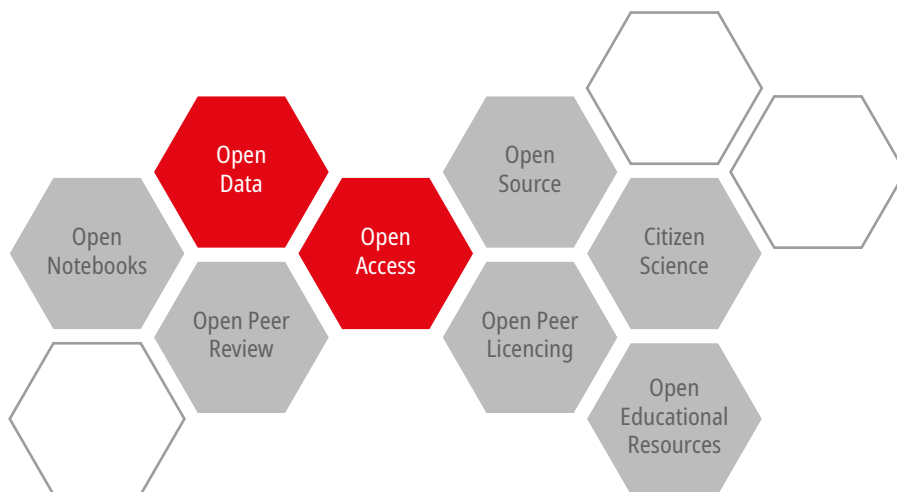 Open
Data
Open
Source
Open
Notebooks
Open
Access
Citizen
Science
Open Peer
Review
Open Peer
Licencing
Open
Educational
Resources